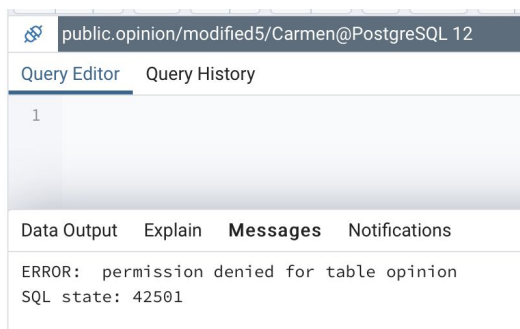 public.opinion/modified5/Carmen@PostgreSQL 12
Query Editor Query History
1
Data Output Explain Messages Notifications
ERROR:  permission denied for table opinion
SQL state: 42501